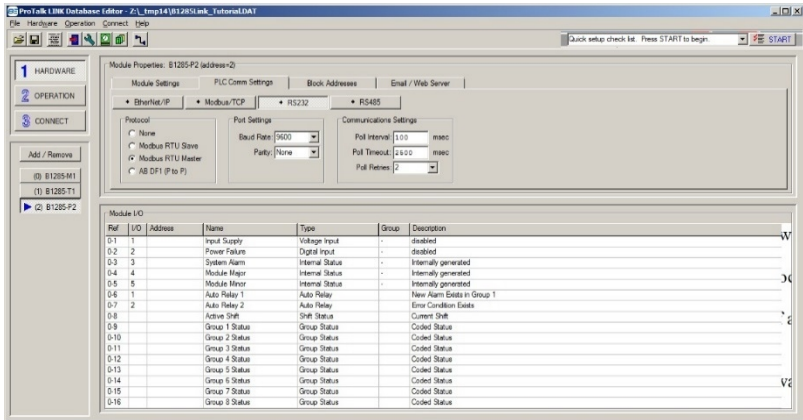 ProTalk LINK Database Editor - Z:\_tmp14\B1285Link_Tutorial.DAT
File Hardware Operation Connect Help
Quick setup check list. Press START to begin. START
1 HARDWARE
2 OPERATION
3 CONNECT
Add / Remove
(0) B1285-M1
(1) B1285-T1
(2) B1285-P2
Module Properties: B1285-P2 (address=2)
Module Settings PLC Comm Settings Block Addresses Email / Web Server
EtherNet/IP Modbus/TCP RS232 RS485
Protocol
None
Modbus RTU Slave
Modbus RTU Master
AB DF1 (P to P)
Port Settings
Baud Rate: 9600
Parity: None
Communications Settings
Poll Interval: 100 msec
Poll Timeout: 2500 msec
Poll Retries: 2
Module I/O
Ref I/O Address Name Type Group Description
0-1 1 Input Supply Voltage Input - disabled
0-2 2 Power Failure Digital Input - disabled
0-3 3 System Alarm Internal Status - Internally generated
0-4 4 Module Major Internal Status - Internally generated
0-5 5 Module Minor Internal Status - Internally generated
0-6 1 Auto Relay 1 Auto Relay New Alarm Exists in Group 1
0-7 2 Auto Relay 2 Auto Relay Error Condition Exists
0-8 Active Shift Shift Status Current Shift
0-9 Group 1 Status Group Status Coded Status
0-10 Group 2 Status Group Status Coded Status
0-11 Group 3 Status Group Status Coded Status
0-12 Group 4 Status Group Status Coded Status
0-13 Group 5 Status Group Status Coded Status
0-14 Group 6 Status Group Status Coded Status
0-15 Group 7 Status Group Status Coded Status
0-16 Group 8 Status Group Status Coded Status